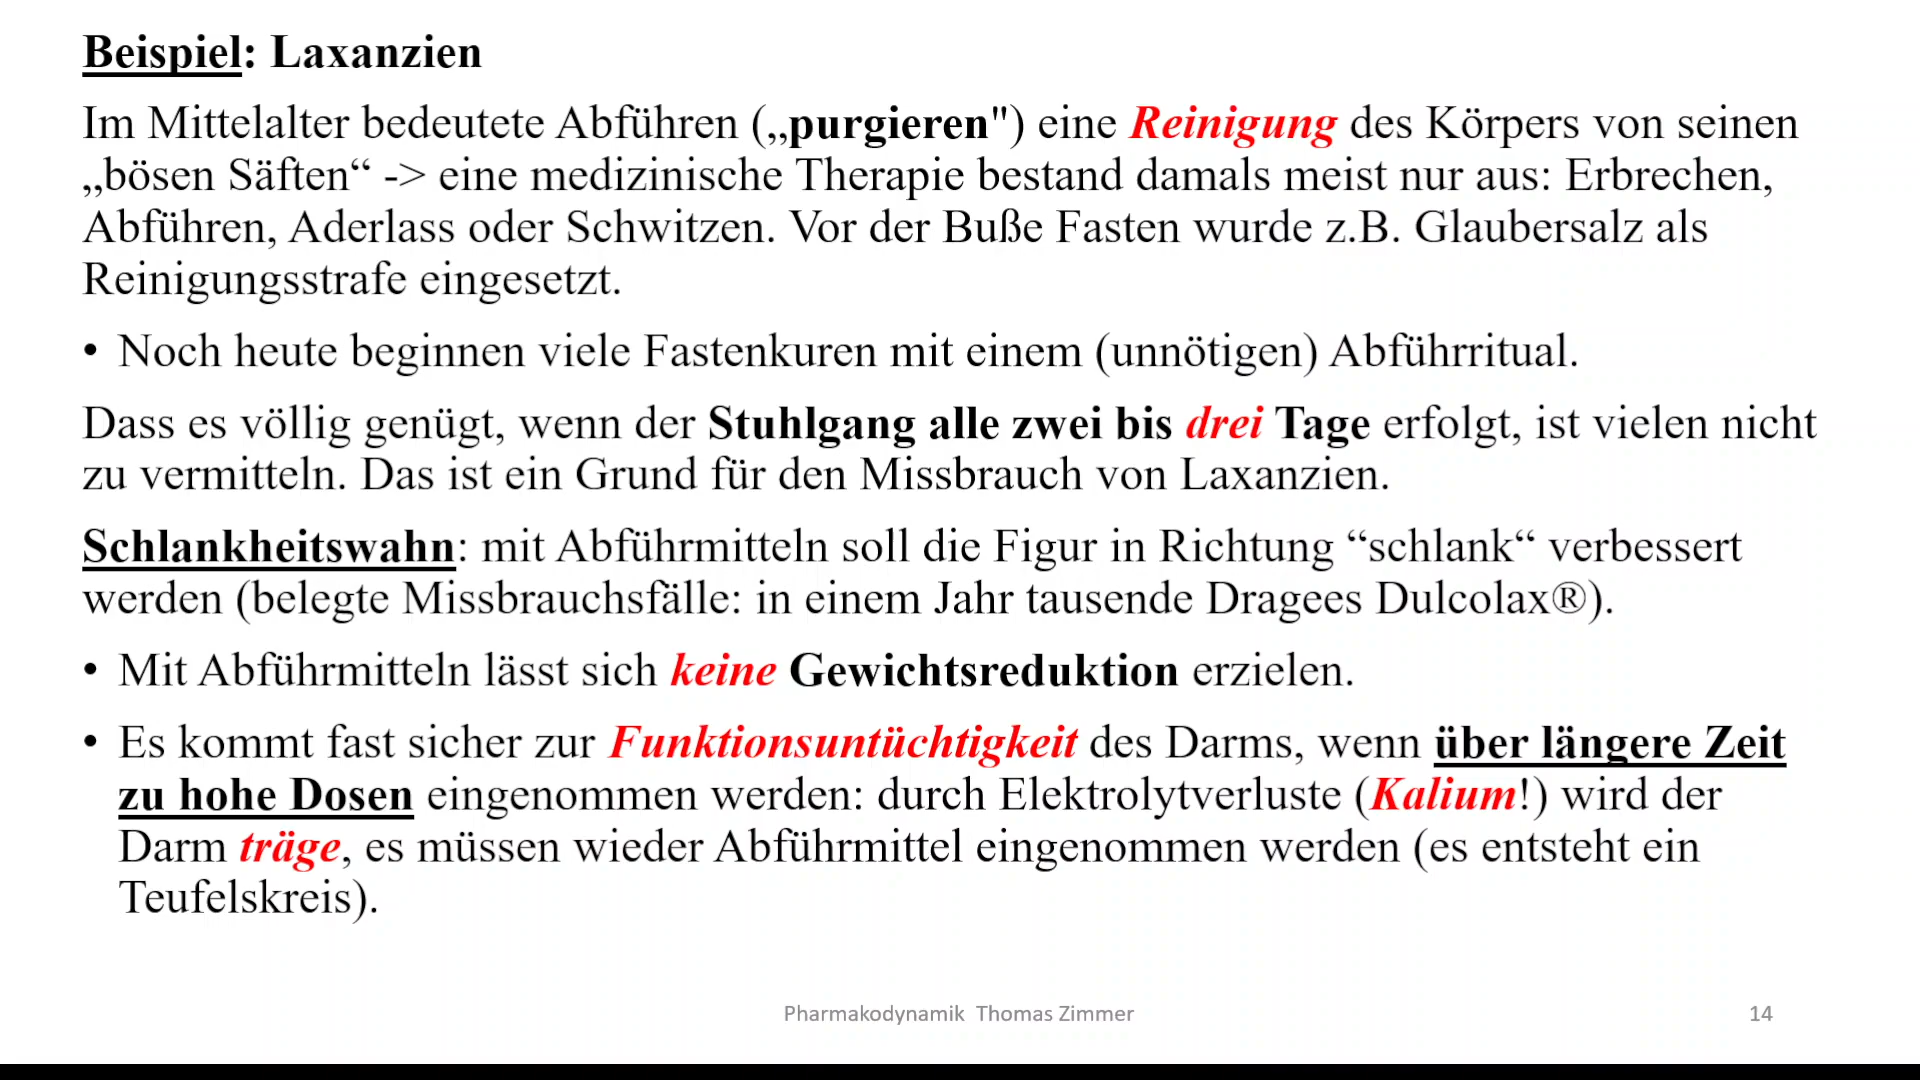 Beispiel: Laxanzien
Im Mittelalter bedeutete Abführen („purgieren") eine Reinigung des Körpers von seinen
„bösen Säften“ -> eine medizinische Therapie bestand damals meist nur aus: Erbrechen,
Abführen, Aderlass oder Schwitzen. Vor der Buße Fasten wurde z.B. Glaubersalz als
Reinigungsstrafe eingesetzt.
• Noch heute beginnen viele Fastenkuren mit einem (unnötigen) Abführritual.
Dass es völlig genügt, wenn der Stuhlgang alle zwei bis drei Tage erfolgt, ist vielen nicht
zu vermitteln. Das ist ein Grund für den Missbrauch von Laxanzien.
Schlankheitswahn: mit Abführmitteln soll die Figur in Richtung “schlank“ verbessert
werden (belegte Missbrauchsfälle: in einem Jahr tausende Dragees Dulcolax®).
• Mit Abführmitteln lässt sich keine Gewichtsreduktion erzielen.
• Es kommt fast sicher zur Funktionsuntüchtigkeit des Darms, wenn über längere Zeit
zu hohe Dosen eingenommen werden: durch Elektrolytverluste (Kalium!) wird der
Darm träge, es müssen wieder Abführmittel eingenommen werden (es entsteht ein
Teufelskreis).
Pharmakodynamik Thomas Zimmer
14